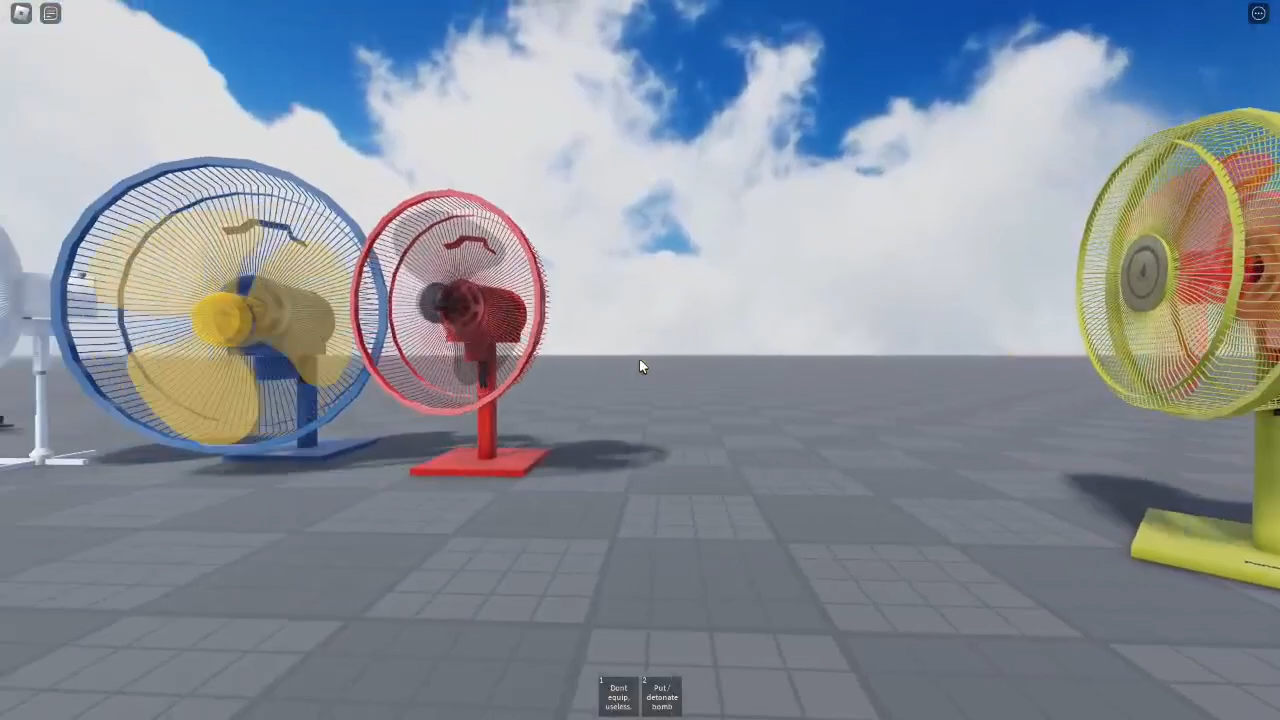 1
Dont
equip,
useless.
2
Put /
detonate
bomb